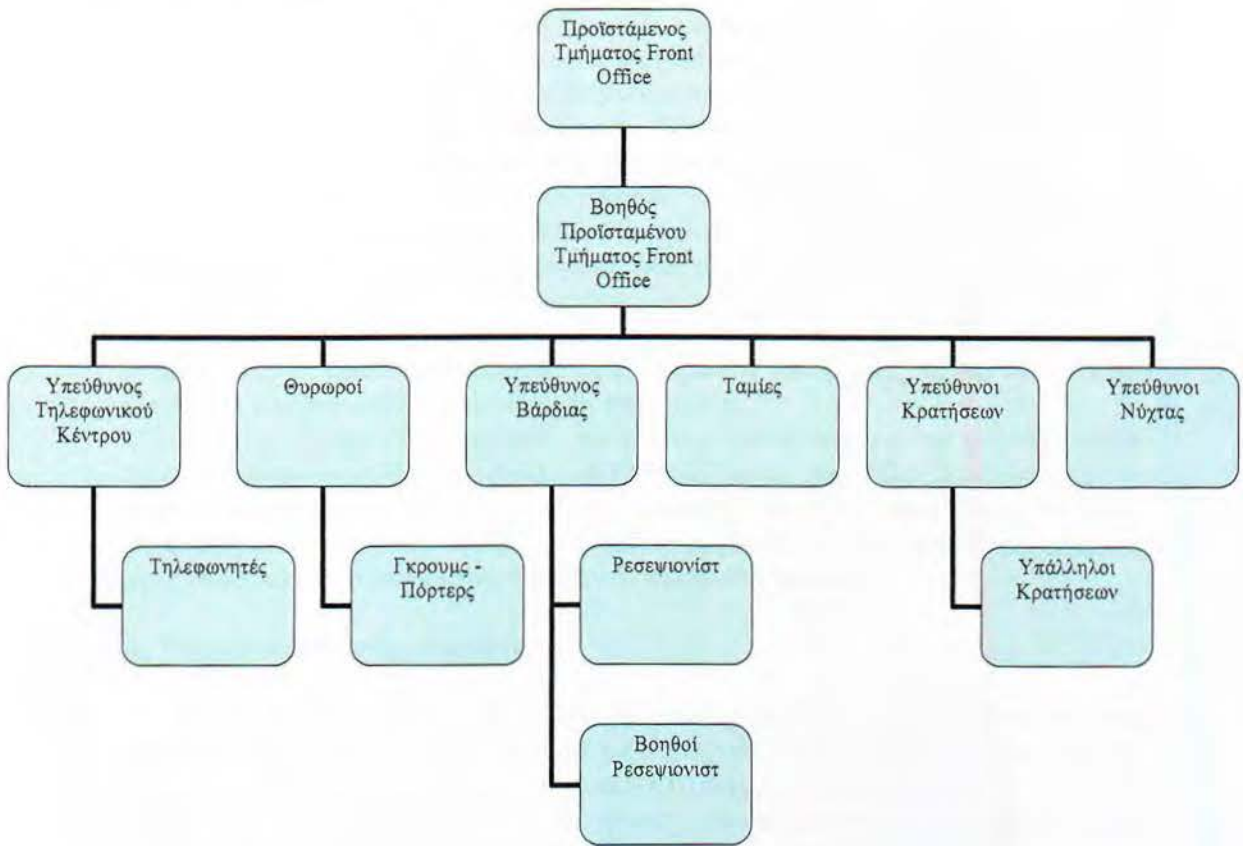 Προϊστάμενος
Τμήματος Front
Office
Βοηθός
Προϊσταμένου
Τμήματος Front
Office
Υπεύθυνος
Τηλεφωνικού
Κέντρου
Θυρωροί
Υπεύθυνος
Βάρδιας
Ταμίες
Υπεύθυνοι
Κρατήσεων
Υπεύθυνοι
Νύχτας
Τηλεφωνητές
Γκρουμς -
Πόρτερς
Ρεσεψιονίστ
Υπάλληλοι
Κρατήσεων
Βοηθοί
Ρεσεψιονιστ